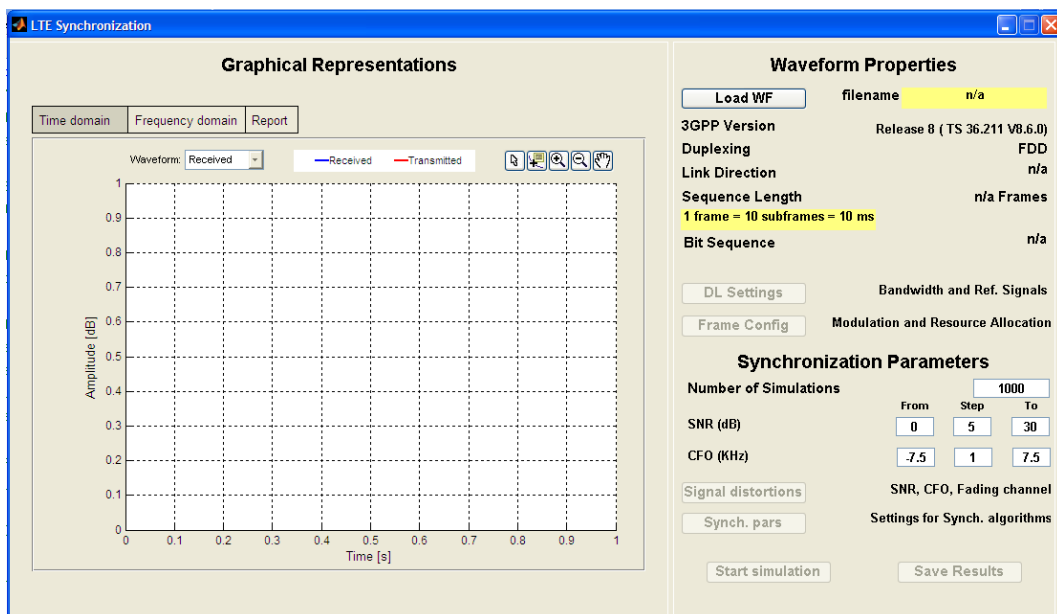 LTE Synchronization
Graphical Representations
Time domain Frequency domain Report
Waveform: Received Received Transmitted
1
0.9
0.8
0.7
0.6
0.5
0.4
0.3
0.2
0.1
0
Amplitude [dB]
0 0.1 0.2 0.3 0.4 0.5 0.6 0.7 0.8 0.9 1
Time [s]
Waveform Properties
Load WF filename n/a
3GPP Version Release 8 ( TS 36.211 V8.6.0)
Duplexing FDD
Link Direction n/a
Sequence Length n/a Frames
1 frame = 10 subframes = 10 ms
Bit Sequence n/a
DL Settings Bandwidth and Ref. Signals
Frame Config Modulation and Resource Allocation
Synchronization Parameters
Number of Simulations 1000
From Step To
SNR (dB) 0 5 30
CFO (KHz) -7.5 1 7.5
Signal distortions SNR, CFO, Fading channel
Synch. pars Settings for Synch. algorithms
Start simulation Save Results